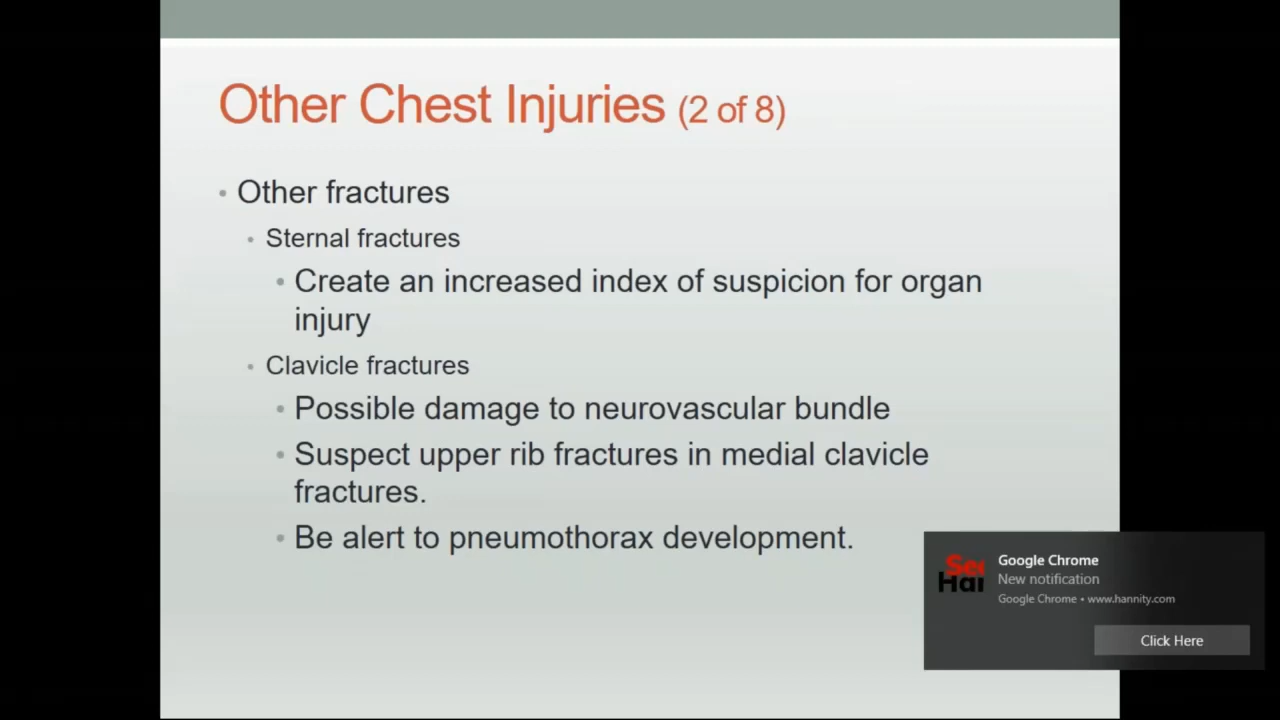 Other Chest Injuries (2 of 8)
• Other fractures
• Sternal fractures
• Create an increased index of suspicion for organ
injury
• Clavicle fractures
• Possible damage to neurovascular bundle
• Suspect upper rib fractures in medial clavicle
fractures.
• Be alert to pneumothorax development.
Google Chrome
New notification
Google Chrome • www.hannity.com
Click Here